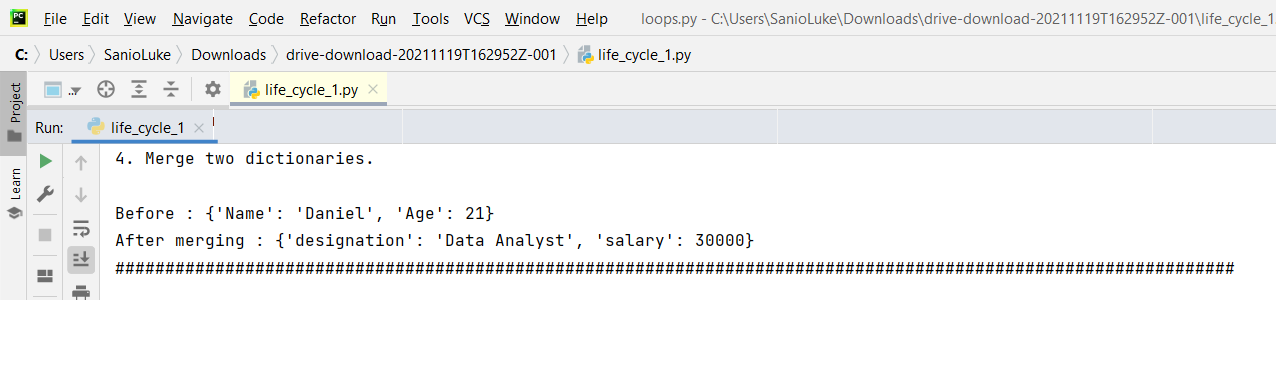 PC File Edit View Navigate Code Refactor Run Tools VCS Window Help loops.py - C:\Users\SanioLuke\Downloads\drive-download-20211119T162952Z-001\life_cycle_1
C: Users SanioLuke Downloads drive-download-20211119T162952Z-001 life_cycle_1.py
Project
life_cycle_1.py
Run: life_cycle_1
4. Merge two dictionaries.
Learn
Before : {'Name': 'Daniel', 'Age': 21}
After merging : {'designation': 'Data Analyst', 'salary': 30000}
################################################################################################################